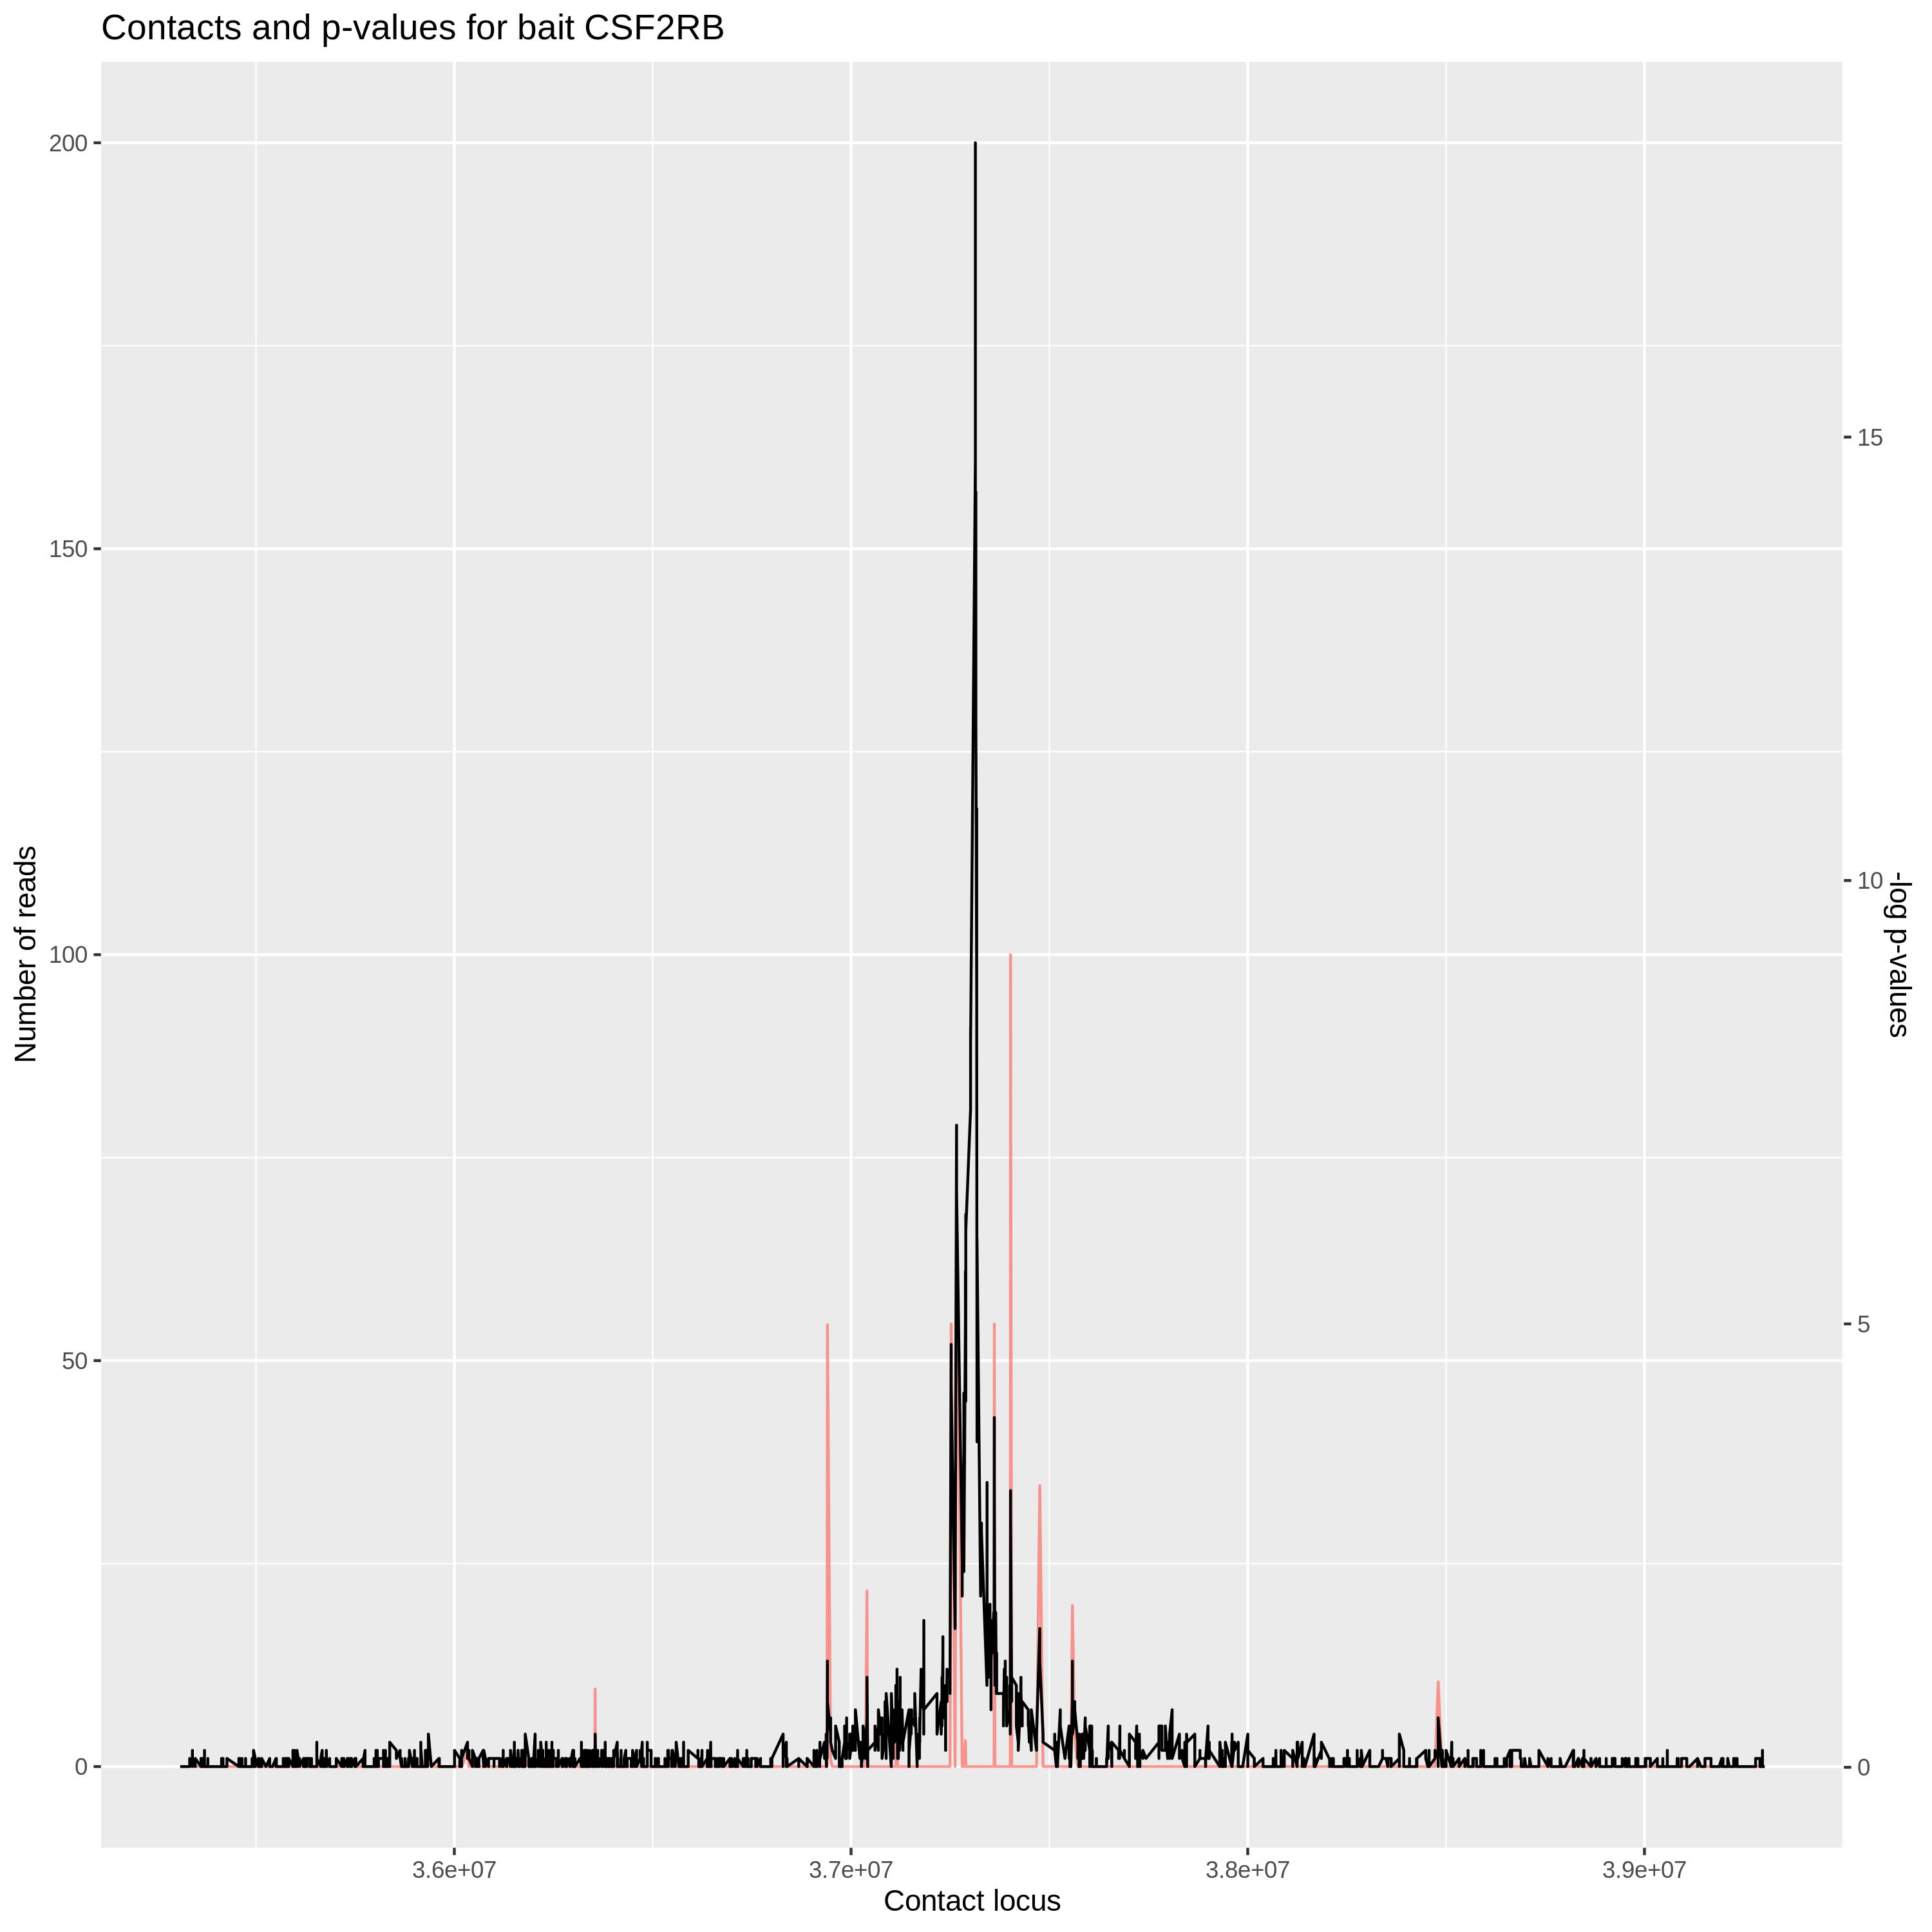 Contacts and p-values for bait CSF2RB
200
150
100
50
0
Number of reads
15
10
5
0
-log p-values
3.6e+07 3.7e+07 3.8e+07 3.9e+07
Contact locus